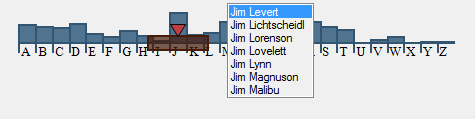 Jim Levert
Jim Lichtscheidl
Jim Lorenson
Jim Lovelett
Jim Lynn
Jim Magnuson
Jim Malibu
A B C D E F G H I J K L S T U V W X Y Z